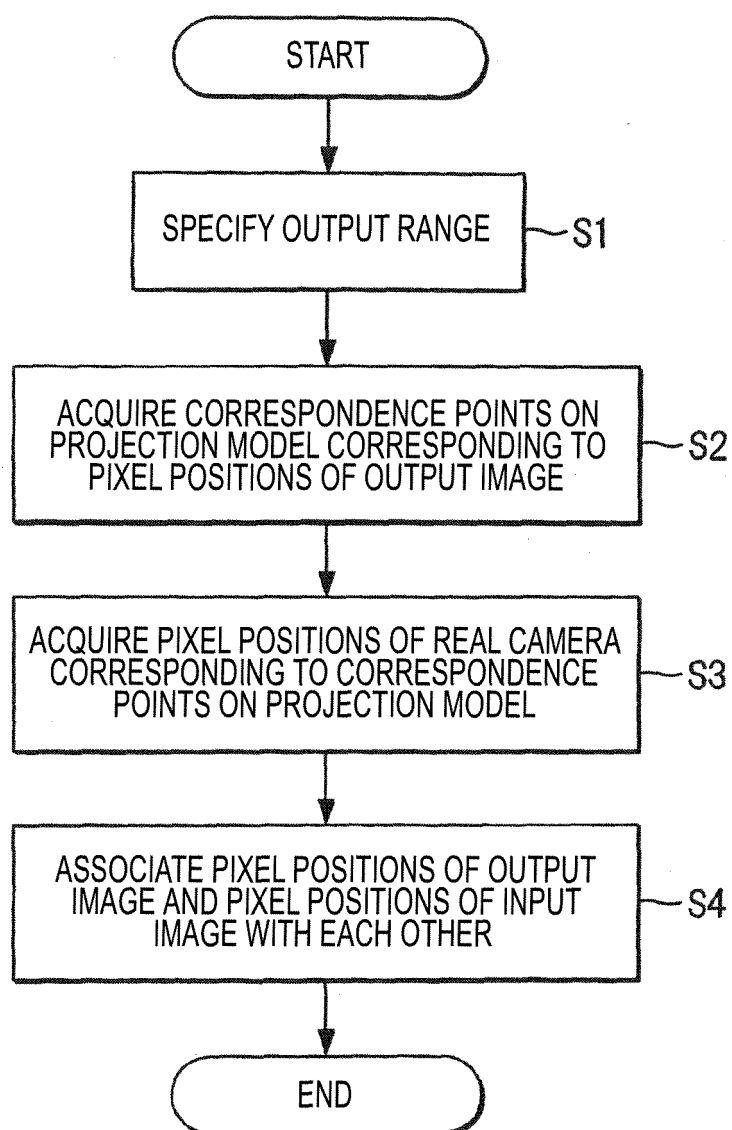 START
SPECIFY OUTPUT RANGE
S1
ACQUIRE CORRESPONDENCE POINTS ON
PROJECTION MODEL CORRESPONDING TO
PIXEL POSITIONS OF OUTPUT IMAGE
S2
ACQUIRE PIXEL POSITIONS OF REAL CAMERA
CORRESPONDING TO CORRESPONDENCE
POINTS ON PROJECTION MODEL
S3
ASSOCIATE PIXEL POSITIONS OF OUTPUT
IMAGE AND PIXEL POSITIONS OF INPUT
IMAGE WITH EACH OTHER
S4
END